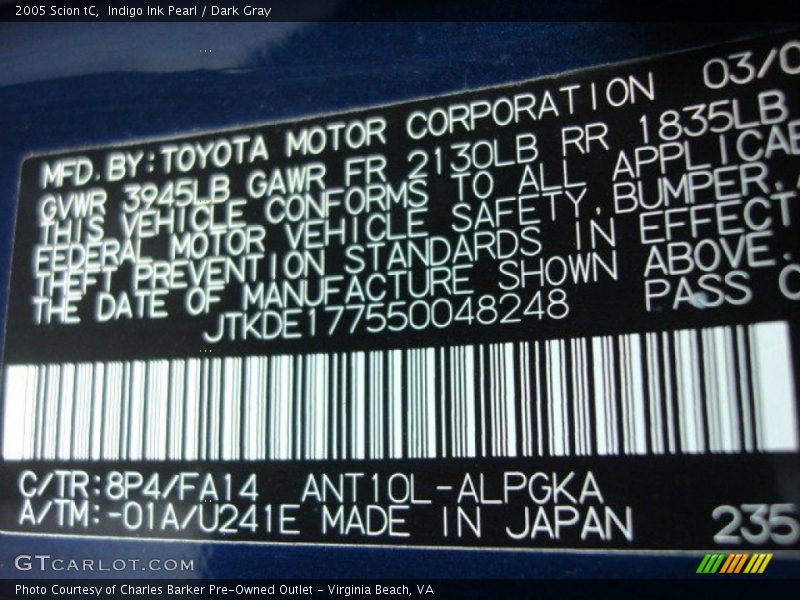 2005 Scion tC, Indigo Ink Pearl / Dark Gray
MFD.BY:TOYOTA MOTOR CORPORATION 03/0
GVWR 3945LB GAWR FR 2130LB RR 1835LB
THIS VEHICLE CONFORMS TO ALL APPLICAB
FEDERAL MOTOR VEHICLE SAFETY,BUMPER,A
THEFT PREVENTION STANDARDS IN EFFECT
THE DATE OF MANUFACTURE SHOWN ABOVE.
JTKDE177550048248 PASS C
C/TR:8P4/FA14 ANT10L-ALPGKA
A/TM:-01A/U241E MADE IN JAPAN 235
GTCARLOT.COM
Photo Courtesy of Charles Barker Pre-Owned Outlet - Virginia Beach, VA